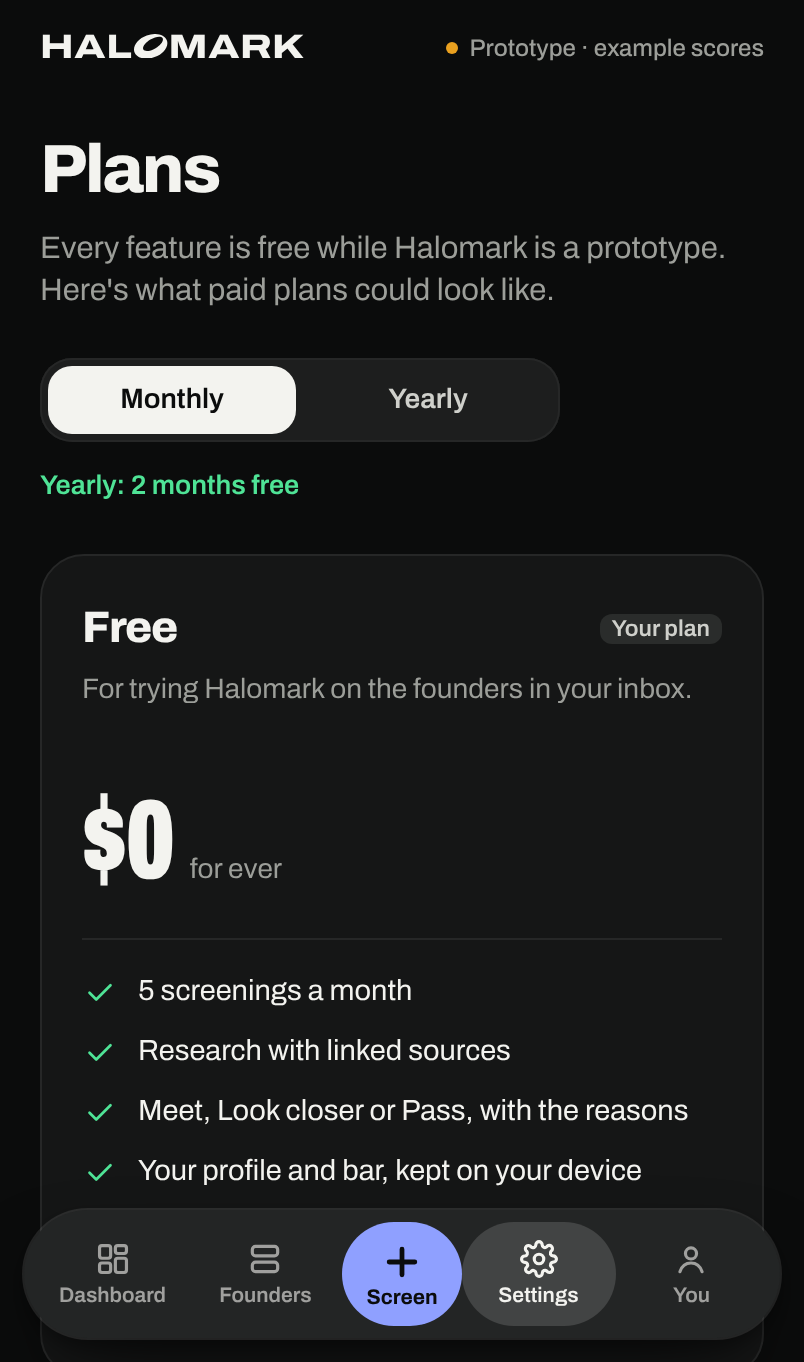 HALOMARK
Prototype · example scores
Plans
Every feature is free while Halomark is a prototype.
Here's what paid plans could look like.
Monthly
Yearly
Yearly: 2 months free
Free
Your plan
For trying Halomark on the founders in your inbox.
$0 for ever
5 screenings a month
Research with linked sources
Meet, Look closer or Pass, with the reasons
Your profile and bar, kept on your device
Dashboard
Founders
Screen
Settings
You